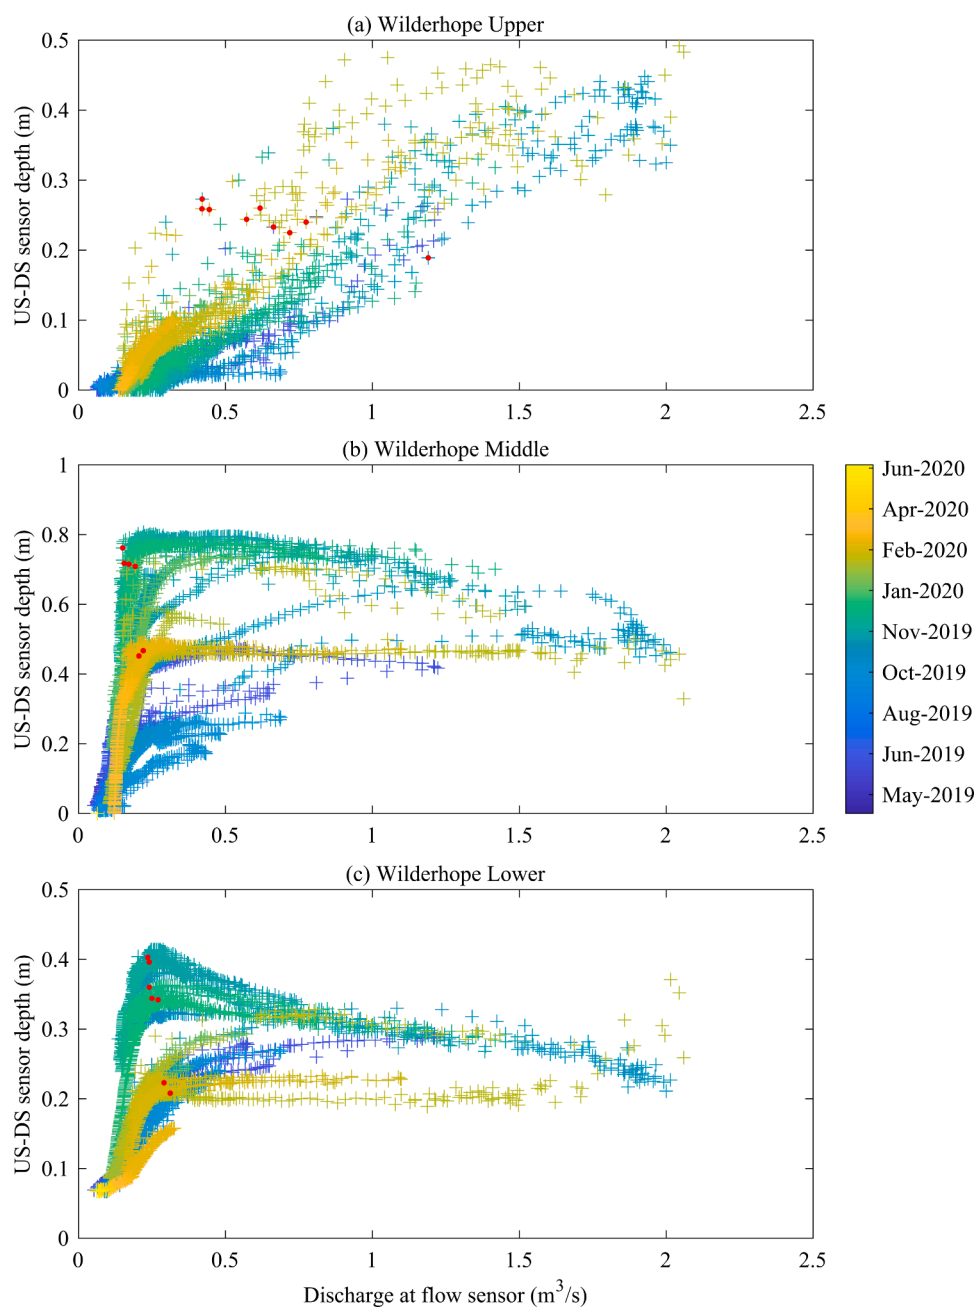 (a) Wilderhope Upper
0.5
0.4
0.3
0.2
0.1
0
US-DS sensor depth (m)
0 0.5 1 1.5 2 2.5
(b) Wilderhope Middle
1
0.8
0.6
0.4
0.2
0
US-DS sensor depth (m)
0 0.5 1 1.5 2 2.5
Jun-2020
Apr-2020
Feb-2020
Jan-2020
Nov-2019
Oct-2019
Aug-2019
Jun-2019
May-2019
(c) Wilderhope Lower
0.5
0.4
0.3
0.2
0.1
0
US-DS sensor depth (m)
0 0.5 1 1.5 2 2.5
Discharge at flow sensor (m³/s)